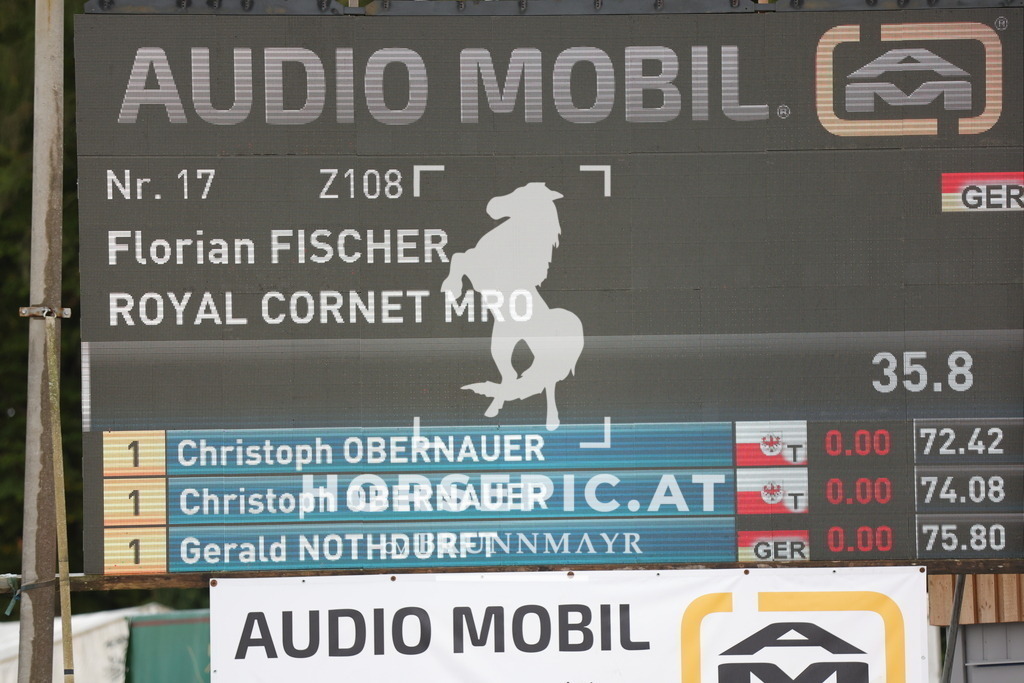 AUDIO MOBIL ® AM ®
Nr. 17 Z108
GER
Florian FISCHER
ROYAL CORNET MRO
35.8
1 Christoph OBERNAUER T 0.00 72.42
1 Christoph OBERNAUER T 0.00 74.08
HORSEPIC.AT
1 Gerald NOTHDURFT GER 0.00 75.80
AUDIO MOBIL AM